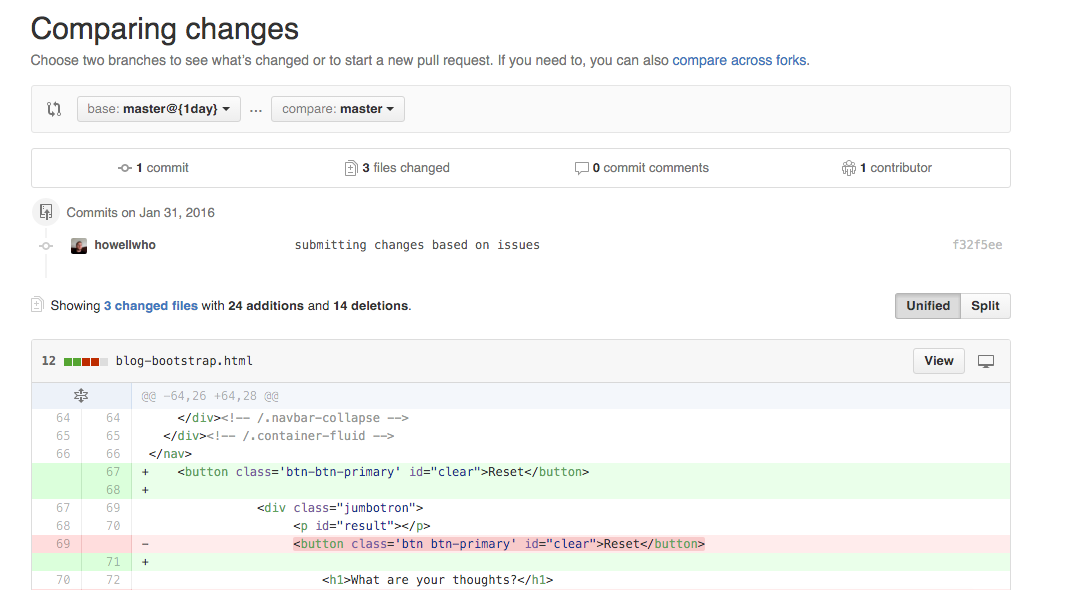 Comparing changes
Choose two branches to see what's changed or to start a new pull request. If you need to, you can also compare across forks.
base: master@{1day} ... compare: master
1 commit 3 files changed 0 commit comments 1 contributor
Commits on Jan 31, 2016
howellwho submitting changes based on issues f32f5ee
Showing 3 changed files with 24 additions and 14 deletions. Unified Split
12 blog-bootstrap.html View
@@ -64,26 +64,28 @@
64 64 </div><!-- /.navbar-collapse -->
65 65 </div><!-- /.container-fluid -->
66 66 </nav>
67 + <button class='btn-btn-primary' id="clear">Reset</button>
68 +
67 69 <div class="jumbotron">
68 70 <p id="result"></p>
69 - <button class='btn btn-primary' id="clear">Reset</button>
71 +
70 72 <h1>What are your thoughts?</h1>